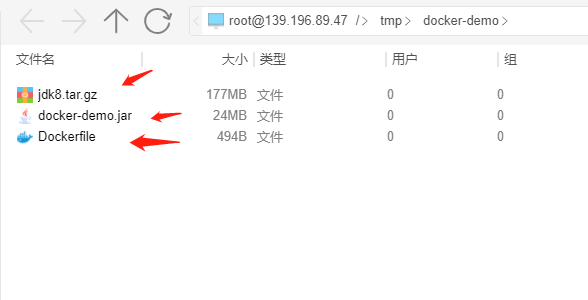 root@139.196.89.47 /> tmp> docker-demo>
文件名 大小 类型 用户 组
jdk8.tar.gz 177MB 文件 0 0
docker-demo.jar 24MB 文件 0 0
Dockerfile 494B 文件 0 0